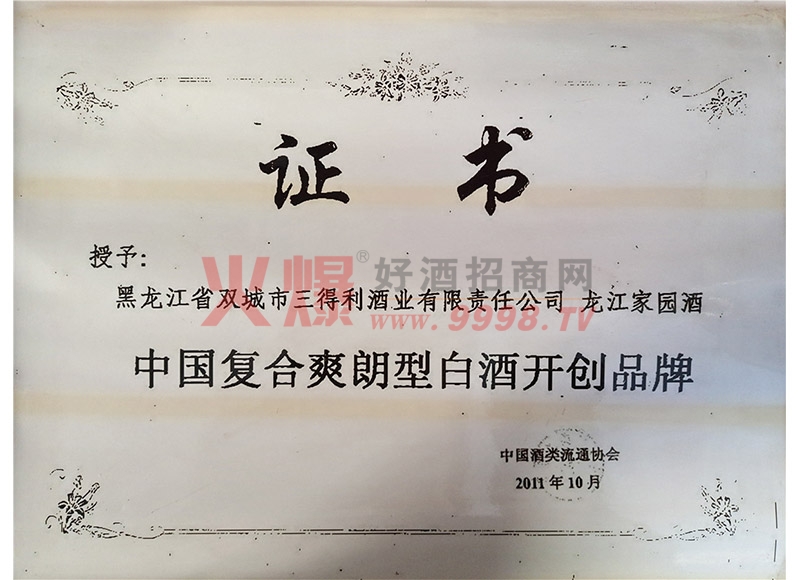 证 书
授予：
火爆®好酒招商网
www.9998.TV
黑龙江省双城市三得利酒业有限责任公司 龙江家园酒
中国复合爽朗型白酒开创品牌
中国酒类流通协会
2011年10月